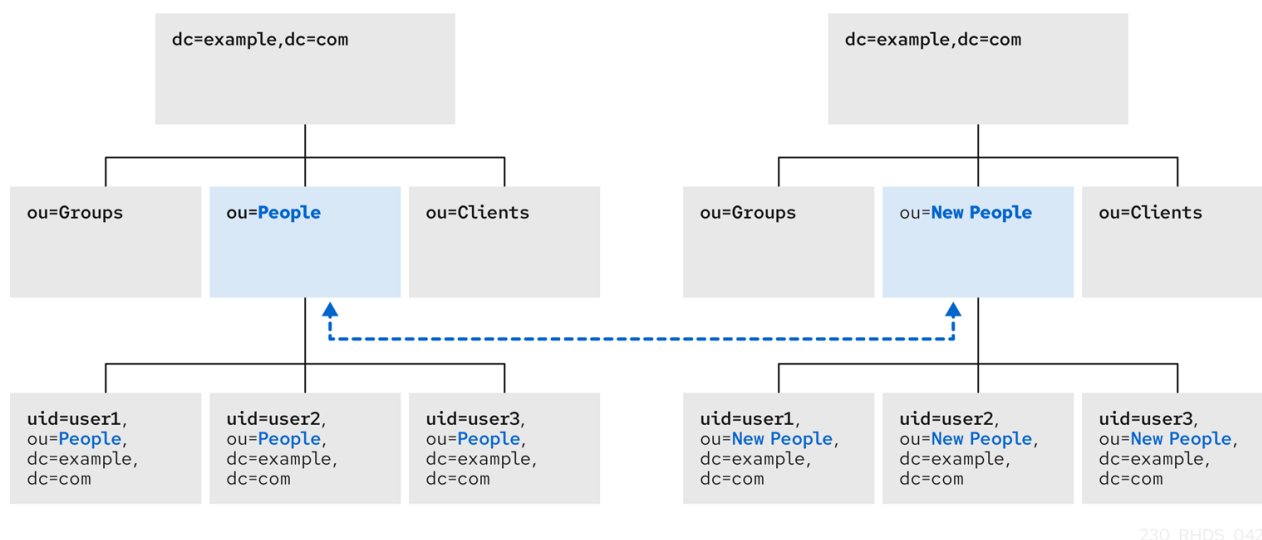 dc=example,dc=com
dc=example,dc=com
ou=Groups
ou=People
ou=Clients
ou=Groups
ou=New People
ou=Clients
uid=user1,
ou=People,
dc=example,
dc=com
uid=user2,
ou=People,
dc=example,
dc=com
uid=user3,
ou=People,
dc=example,
dc=com
uid=user1,
ou=New People,
dc=example,
dc=com
uid=user2,
ou=New People,
dc=example,
dc=com
uid=user3,
ou=New People,
dc=example,
dc=com
230_RHDS_042